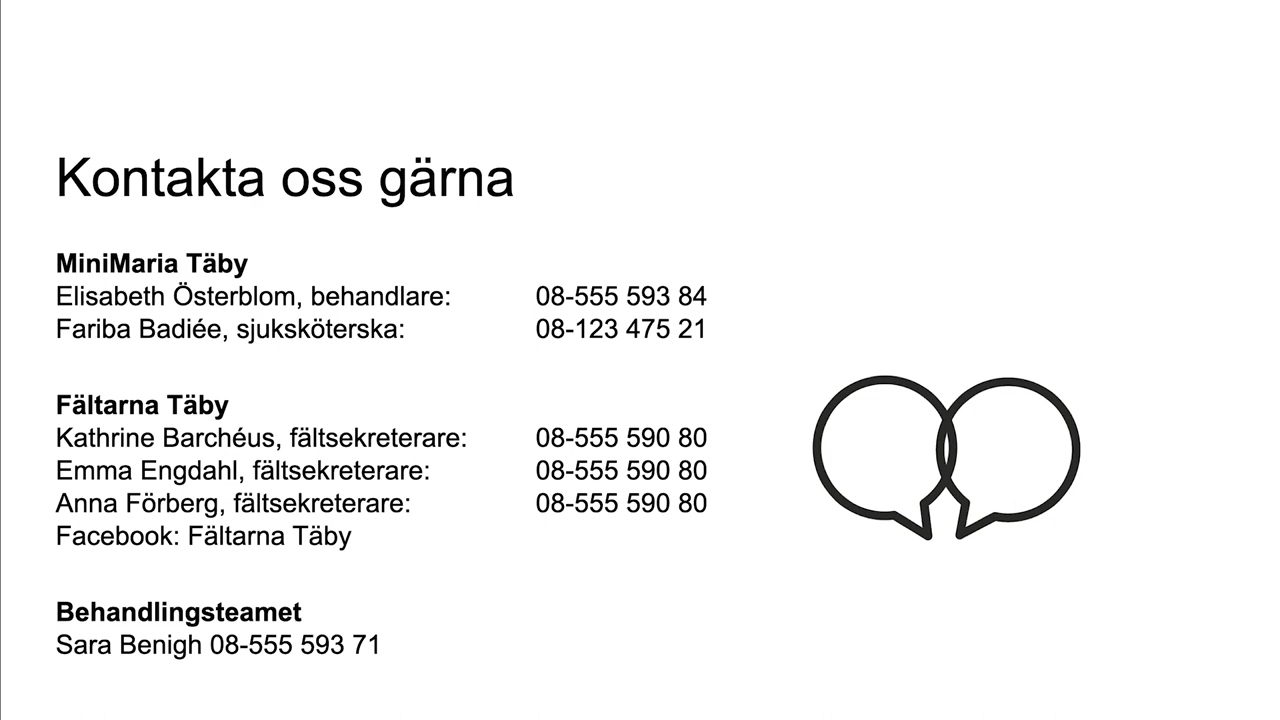 Kontakta oss gärna
MiniMaria Täby
Elisabeth Österblom, behandlare: 08-555 593 84
Fariba Badiée, sjuksköterska: 08-123 475 21
Fältarna Täby
Kathrine Barchéus, fältsekreterare: 08-555 590 80
Emma Engdahl, fältsekreterare: 08-555 590 80
Anna Förberg, fältsekreterare: 08-555 590 80
Facebook: Fältarna Täby
Behandlingsteamet
Sara Benigh 08-555 593 71